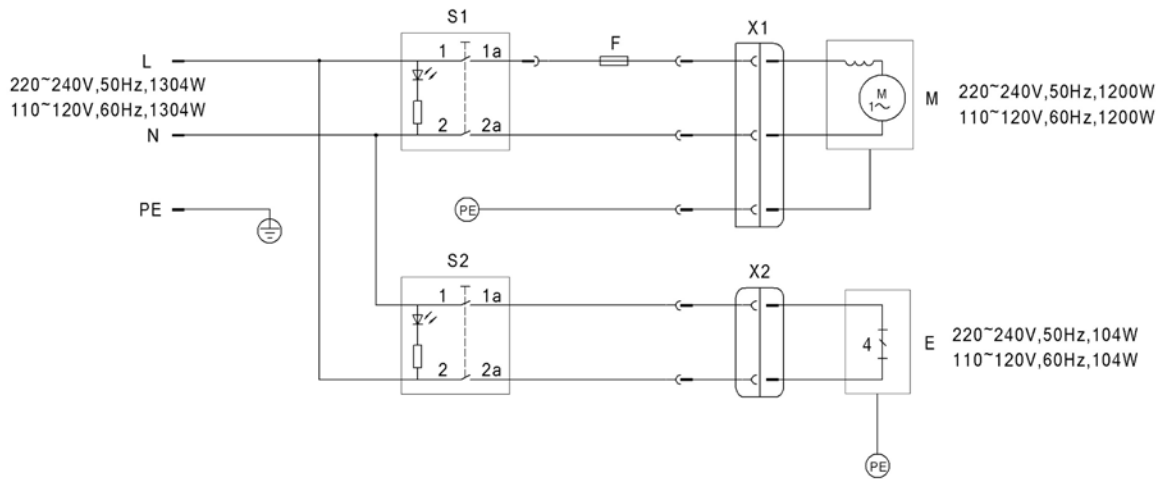 S1
X1
F
L
1 1a
220~240V,50Hz,1304W
110~120V,60Hz,1304W
M
1~
M
220~240V,50Hz,1200W
110~120V,60Hz,1200W
N
2 2a
PE
PE
S2
X2
1 1a
4
E
220~240V,50Hz,104W
110~120V,60Hz,104W
2 2a
PE